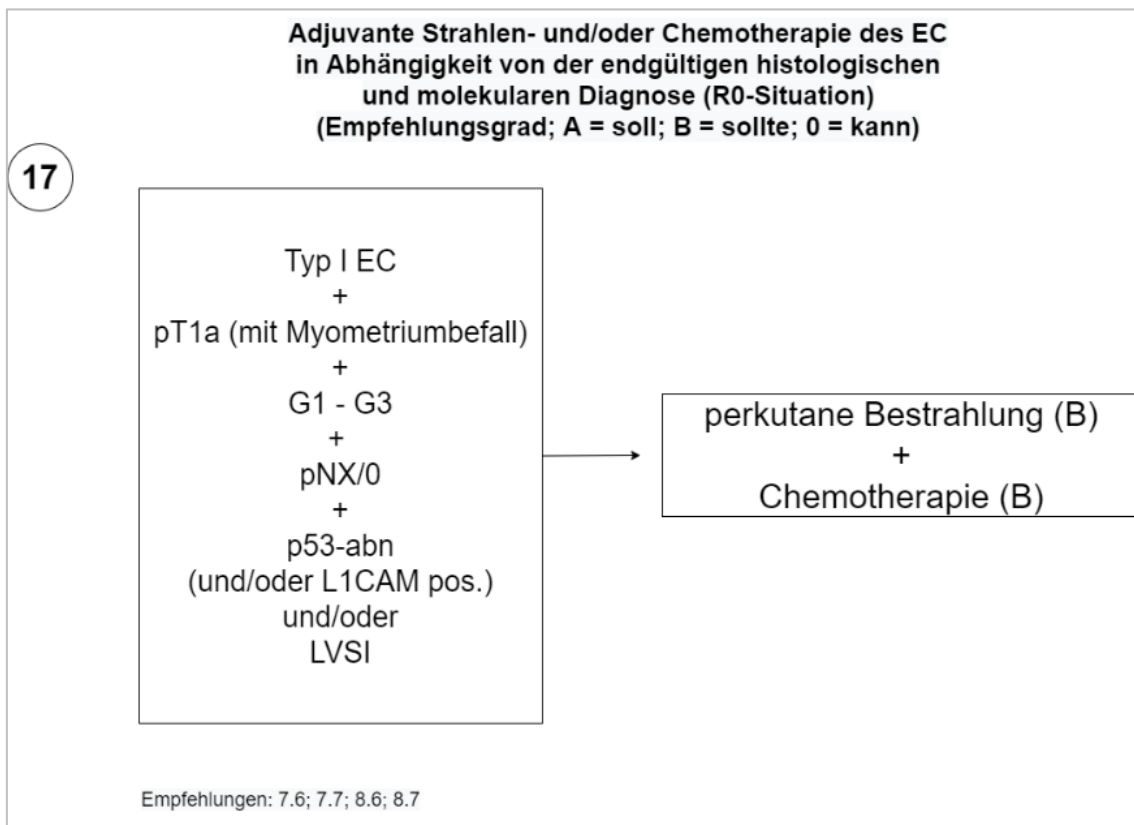 Adjuvante Strahlen- und/oder Chemotherapie des EC
in Abhängigkeit von der endgültigen histologischen
und molekularen Diagnose (R0-Situation)
(Empfehlungsgrad; A = soll; B = sollte; 0 = kann)
17
Typ I EC
+
pT1a (mit Myometriumbefall)
+
G1 - G3
+
pNX/0
+
p53-abn
(und/oder L1CAM pos.)
und/oder
LVSI
perkutane Bestrahlung (B)
+
Chemotherapie (B)
Empfehlungen: 7.6; 7.7; 8.6; 8.7